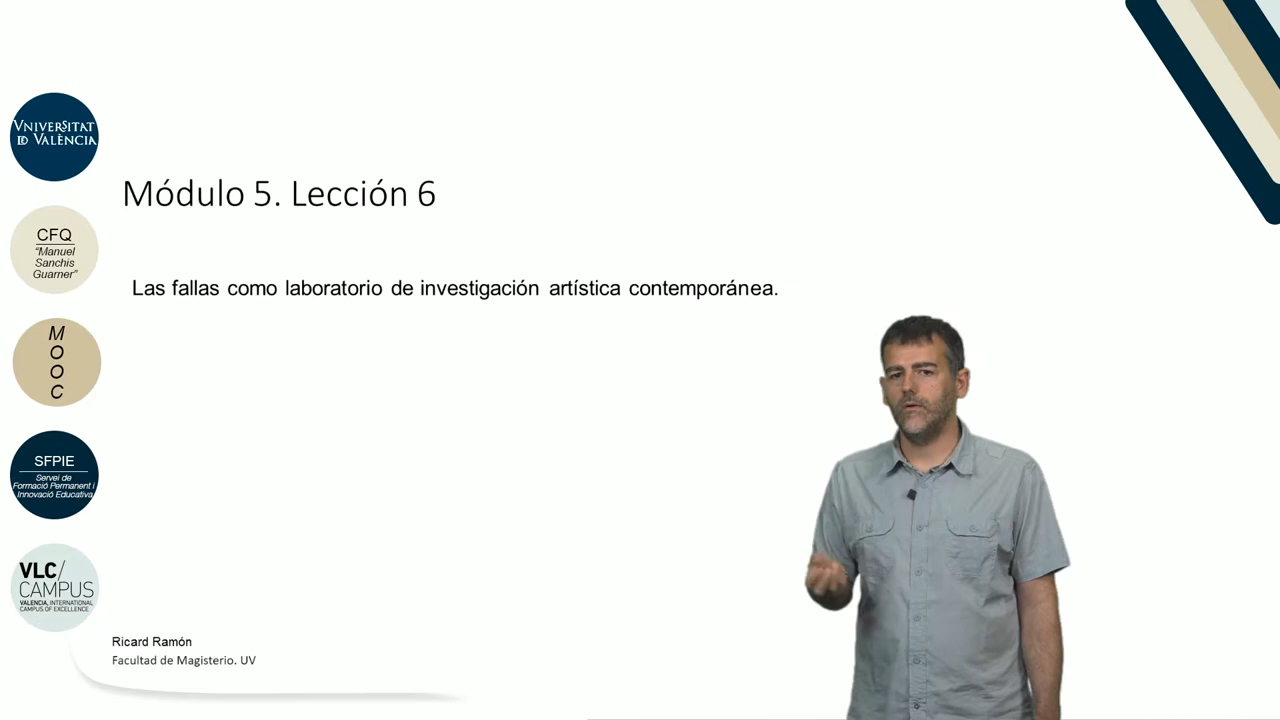 VNIVERSITAT
ID VALÈNCIA
Módulo 5. Lección 6
CFQ
"Manuel
Sanchis
Guarner"
Las fallas como laboratorio de investigación artística contemporánea.
M
O
O
C
SFPIE
Servei de
Formació Permanent i
Innovació Educativa
VLC/
CAMPUS
VALENCIA, INTERNATIONAL
CAMPUS OF EXCELLENCE
Ricard Ramón
Facultad de Magisterio. UV